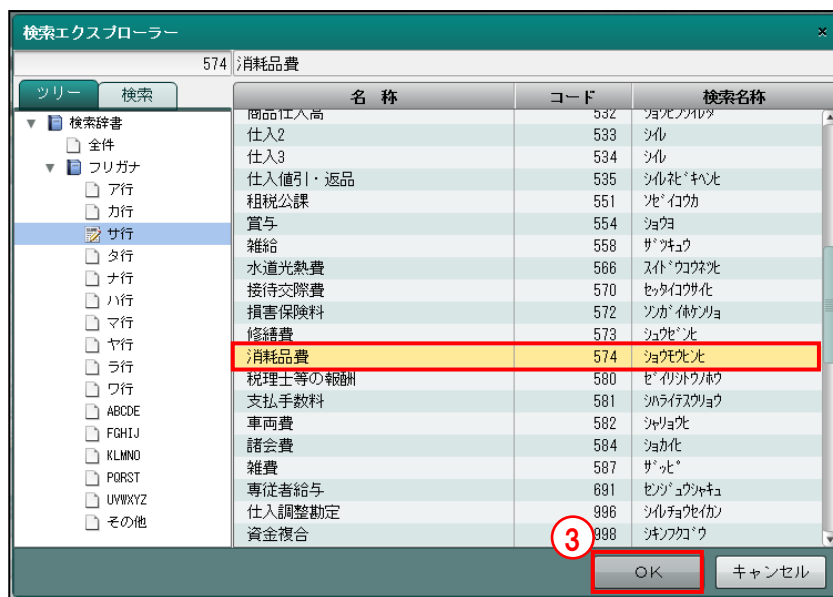 検索エクスプローラー ×
574 消耗品費
ツリー 検索
名 称 コード 検索名称
検索辞書
全件
フリガナ
ア行
カ行
サ行
タ行
ナ行
ハ行
マ行
ヤ行
ラ行
ワ行
ABCDE
FGHIJ
KLMNO
PQRST
UVWXYZ
その他
商品仕入高 532 ｼｮｳﾋﾝｼｲﾚﾀﾞｶ
仕入2 533 ｼｲﾚ
仕入3 534 ｼｲﾚ
仕入値引・返品 535 ｼｲﾚﾈﾋﾞｷﾍﾝﾋ
租税公課 551 ｿｾﾞｲｺｳｶ
賞与 554 ｼｮｳﾖ
雑給 558 ｻﾞﾂｷｭｳ
水道光熱費 566 ｽｲﾄﾞｳｺｳﾈﾂﾋ
接待交際費 570 ｾｯﾀｲｺｳｻｲﾋ
損害保険料 572 ｿﾝｶﾞｲﾎｹﾝﾘｮ
修繕費 573 ｼｭｳｾﾞﾝﾋ
消耗品費 574 ｼｮｳﾓｳﾋﾝﾋ
税理士等の報酬 580 ｾﾞｲﾘｼﾄｳﾉﾎｳ
支払手数料 581 ｼﾊﾗｲﾃｽｳﾘｮｳ
車両費 582 ｼｬﾘｮｳﾋ
諸会費 584 ｼｮｶｲﾋ
雑費 587 ｻﾞｯﾋﾟ
専従者給与 691 ｾﾝｼﾞｭｳｼｬｷｭ
仕入調整勘定 996 ｼｲﾚﾁｮｳｾｲｶﾝ
資金複合 998 ｼｷﾝﾌｸｺﾞｳ
③
OK キャンセル